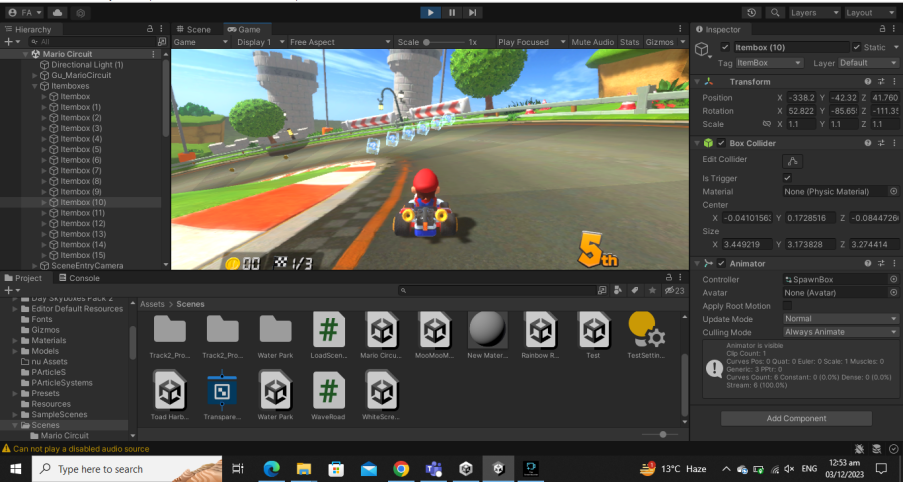 FA
Layers
Layout
Hierarchy
All
Mario Circuit
Directional Light (1)
Gu_MarioCircuit
Itemboxes
Itembox
Itembox (1)
Itembox (2)
Itembox (3)
Itembox (4)
Itembox (5)
Itembox (6)
Itembox (7)
Itembox (8)
Itembox (9)
Itembox (10)
Itembox (11)
Itembox (12)
Itembox (13)
Itembox (14)
Itembox (15)
SceneEntryCamera
Scene
Game
Game
Display 1
Free Aspect
Scale
1x
Play Focused
Mute Audio
Stats
Gizmos
00
1/3
5th
Inspector
Itembox (10)
Static
Tag
ItemBox
Layer
Default
Transform
Position
X -338.2 Y -42.32 Z 41.760
Rotation
X 52.822 Y -85.65 Z -111.35
Scale
X 1.1 Y 1.1 Z 1.1
Box Collider
Edit Collider
Is Trigger
Material
None (Physic Material)
Center
X -0.0410156 Y 0.1728516 Z -0.0844726
Size
X 3.449219 Y 3.173828 Z 3.274414
Animator
Controller
SpawnBox
Avatar
None (Avatar)
Apply Root Motion
Update Mode
Normal
Culling Mode
Always Animate
Animator is visible
Clip Count: 1
Curves Pos: 0 Quat: 0 Euler: 0 Scale: 1 Muscles: 0
Generic: 3 PPtr: 0
Curves Count: 6 Constant: 0 (0.0%) Dense: 0 (0.0%)
Stream: 6 (100.0%)
Add Component
Project
Console
23
Day Skyboxes Pack 2
Editor Default Resources
Fonts
Gizmos
Materials
Models
nu Assets
PArticleS
PArticleSystems
Presets
Resources
SampleScenes
Scenes
Mario Circuit
Assets > Scenes
Track2_Pro...
Track2_Pro...
Water Park
LoadScen...
Mario Circu...
MooMooM...
New Mater...
Rainbow R...
Test
TestSettin...
Toad Harb...
Transpare...
Water Park
WaveRoad
WhiteScre...
Can not play a disabled audio source
Type here to search
13°C Haze
ENG
12:53 am
03/12/2023